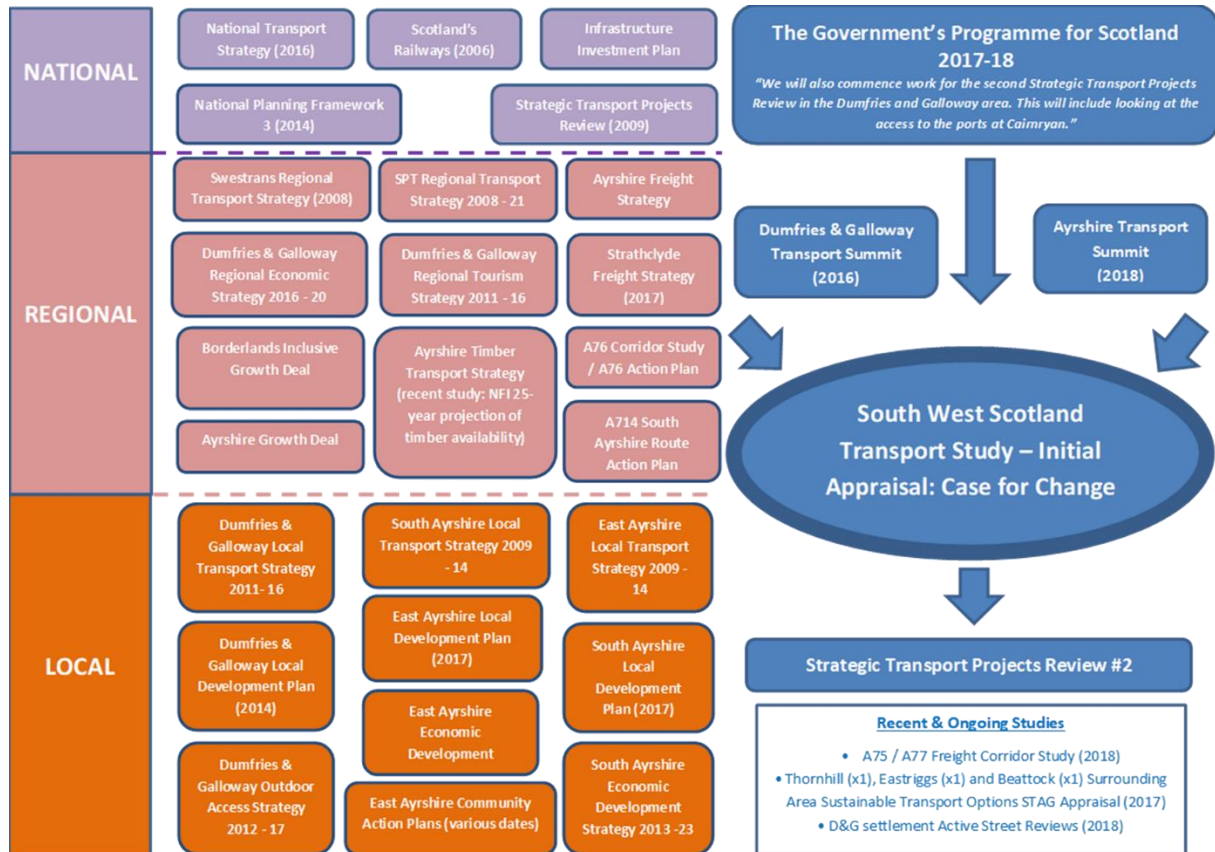 NATIONAL
National Transport
Strategy (2016)
Scotland's
Railways (2006)
Infrastructure
Investment Plan
National Planning Framework
3 (2014)
Strategic Transport Projects
Review (2009)
REGIONAL
Swestrans Regional
Transport Strategy (2008)
SPT Regional Transport
Strategy 2008 - 21
Ayrshire Freight
Strategy
Dumfries & Galloway
Regional Economic
Strategy 2016 - 20
Dumfries & Galloway
Regional Tourism
Strategy 2011 - 16
Strathclyde
Freight Strategy
(2017)
Borderlands Inclusive
Growth Deal
Ayrshire Timber
Transport Strategy
(recent study: NFI 25-
year projection of
timber availability)
A76 Corridor Study
/ A76 Action Plan
Ayrshire Growth Deal
A714 South
Ayrshire Route
Action Plan
LOCAL
Dumfries &
Galloway Local
Transport Strategy
2011- 16
South Ayrshire Local
Transport Strategy 2009
- 14
East Ayrshire
Local Transport
Strategy 2009 -
14
Dumfries &
Galloway Local
Development Plan
(2014)
East Ayrshire Local
Development Plan
(2017)
South Ayrshire
Local
Development
Plan (2017)
East Ayrshire
Economic
Development
Dumfries &
Galloway Outdoor
Access Strategy
2012 - 17
East Ayrshire Community
Action Plans (various dates)
South Ayrshire
Economic
Development
Strategy 2013 -23
The Government's Programme for Scotland
2017-18
"We will also commence work for the second Strategic Transport Projects
Review in the Dumfries and Galloway area. This will include looking at the
access to the ports at Cairnryan."
Dumfries & Galloway
Transport Summit
(2016)
Ayrshire Transport
Summit
(2018)
South West Scotland
Transport Study – Initial
Appraisal: Case for Change
Strategic Transport Projects Review #2
Recent & Ongoing Studies
• A75 / A77 Freight Corridor Study (2018)
• Thornhill (x1), Eastriggs (x1) and Beattock (x1) Surrounding
Area Sustainable Transport Options STAG Appraisal (2017)
• D&G settlement Active Street Reviews (2018)